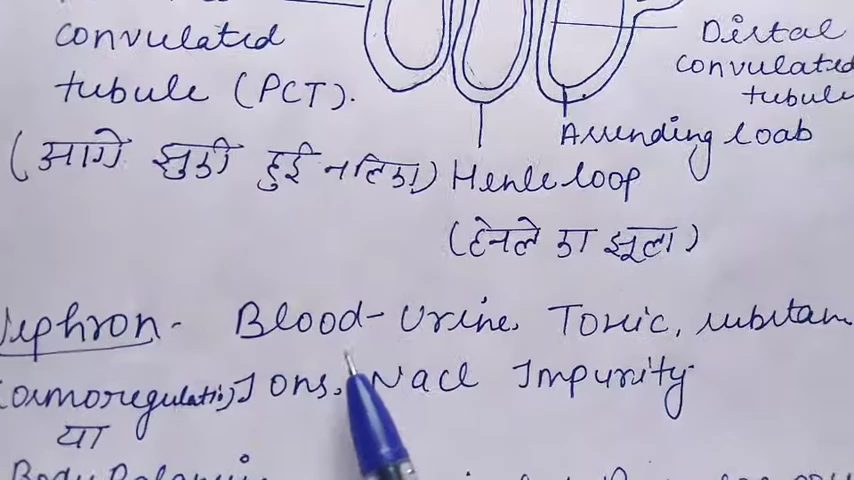 convulated
tubule (PCT).
(आगे झुडी हुई नलिका)
Distal
convulated
tubule
Assending loab
Henle loop
(हेनले का झूला)
Nephron- Blood- Urine, Toxic, substan
(osmoregulation) Ions, Nacl Impurity
या